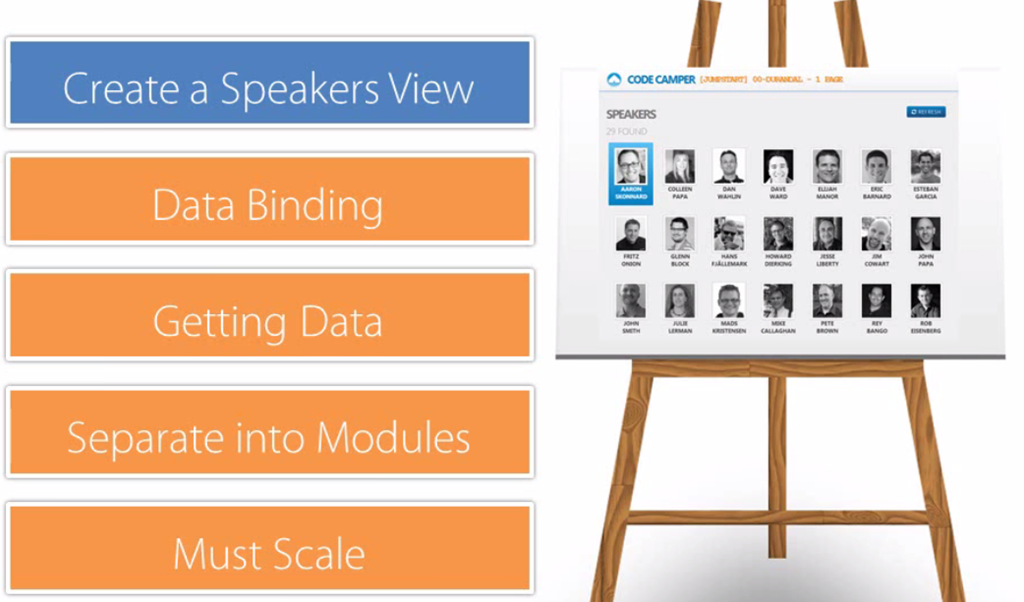 Create a Speakers View
Data Binding
Getting Data
Separate into Modules
Must Scale
CODE CAMPER [JUMPSTART] 00-DURANDAL - 1 PAGE
SPEAKERS
REFRESH
29 FOUND
AARON SKONNARD
COLLEEN PAPA
DAN WAHLIN
DAVE WARD
ELIJAH MANOR
ERIC BARNARD
ESTEBAN GARCIA
FRITZ ONION
GLENN BLOCK
HANS FJÄLLEMARK
HOWARD DIERKING
JESSE LIBERTY
JIM COWART
JOHN PAPA
JOHN SMITH
JULIE LERMAN
MADS KRISTENSEN
MIKE CALLAGHAN
PETE BROWN
REY BANGO
ROB EISENBERG